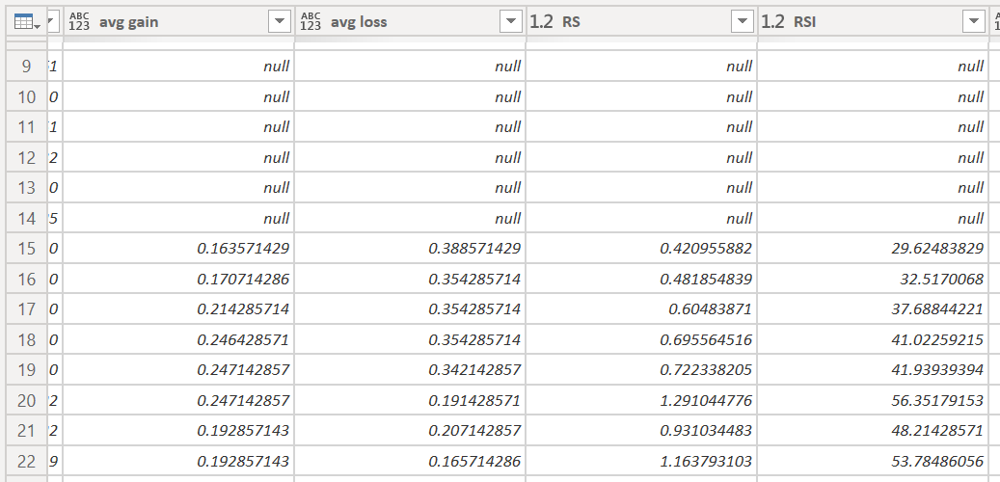 ABC 123 avg gain ABC 123 avg loss 1.2 RS 1.2 RSI
9 1 null null null null
10 0 null null null null
11 1 null null null null
12 2 null null null null
13 0 null null null null
14 5 null null null null
15 0 0.163571429 0.388571429 0.420955882 29.62483829
16 0 0.170714286 0.354285714 0.481854839 32.5170068
17 0 0.214285714 0.354285714 0.60483871 37.68844221
18 0 0.246428571 0.354285714 0.695564516 41.02259215
19 0 0.247142857 0.342142857 0.722338205 41.93939394
20 2 0.247142857 0.191428571 1.291044776 56.35179153
21 2 0.192857143 0.207142857 0.931034483 48.21428571
22 9 0.192857143 0.165714286 1.163793103 53.78486056